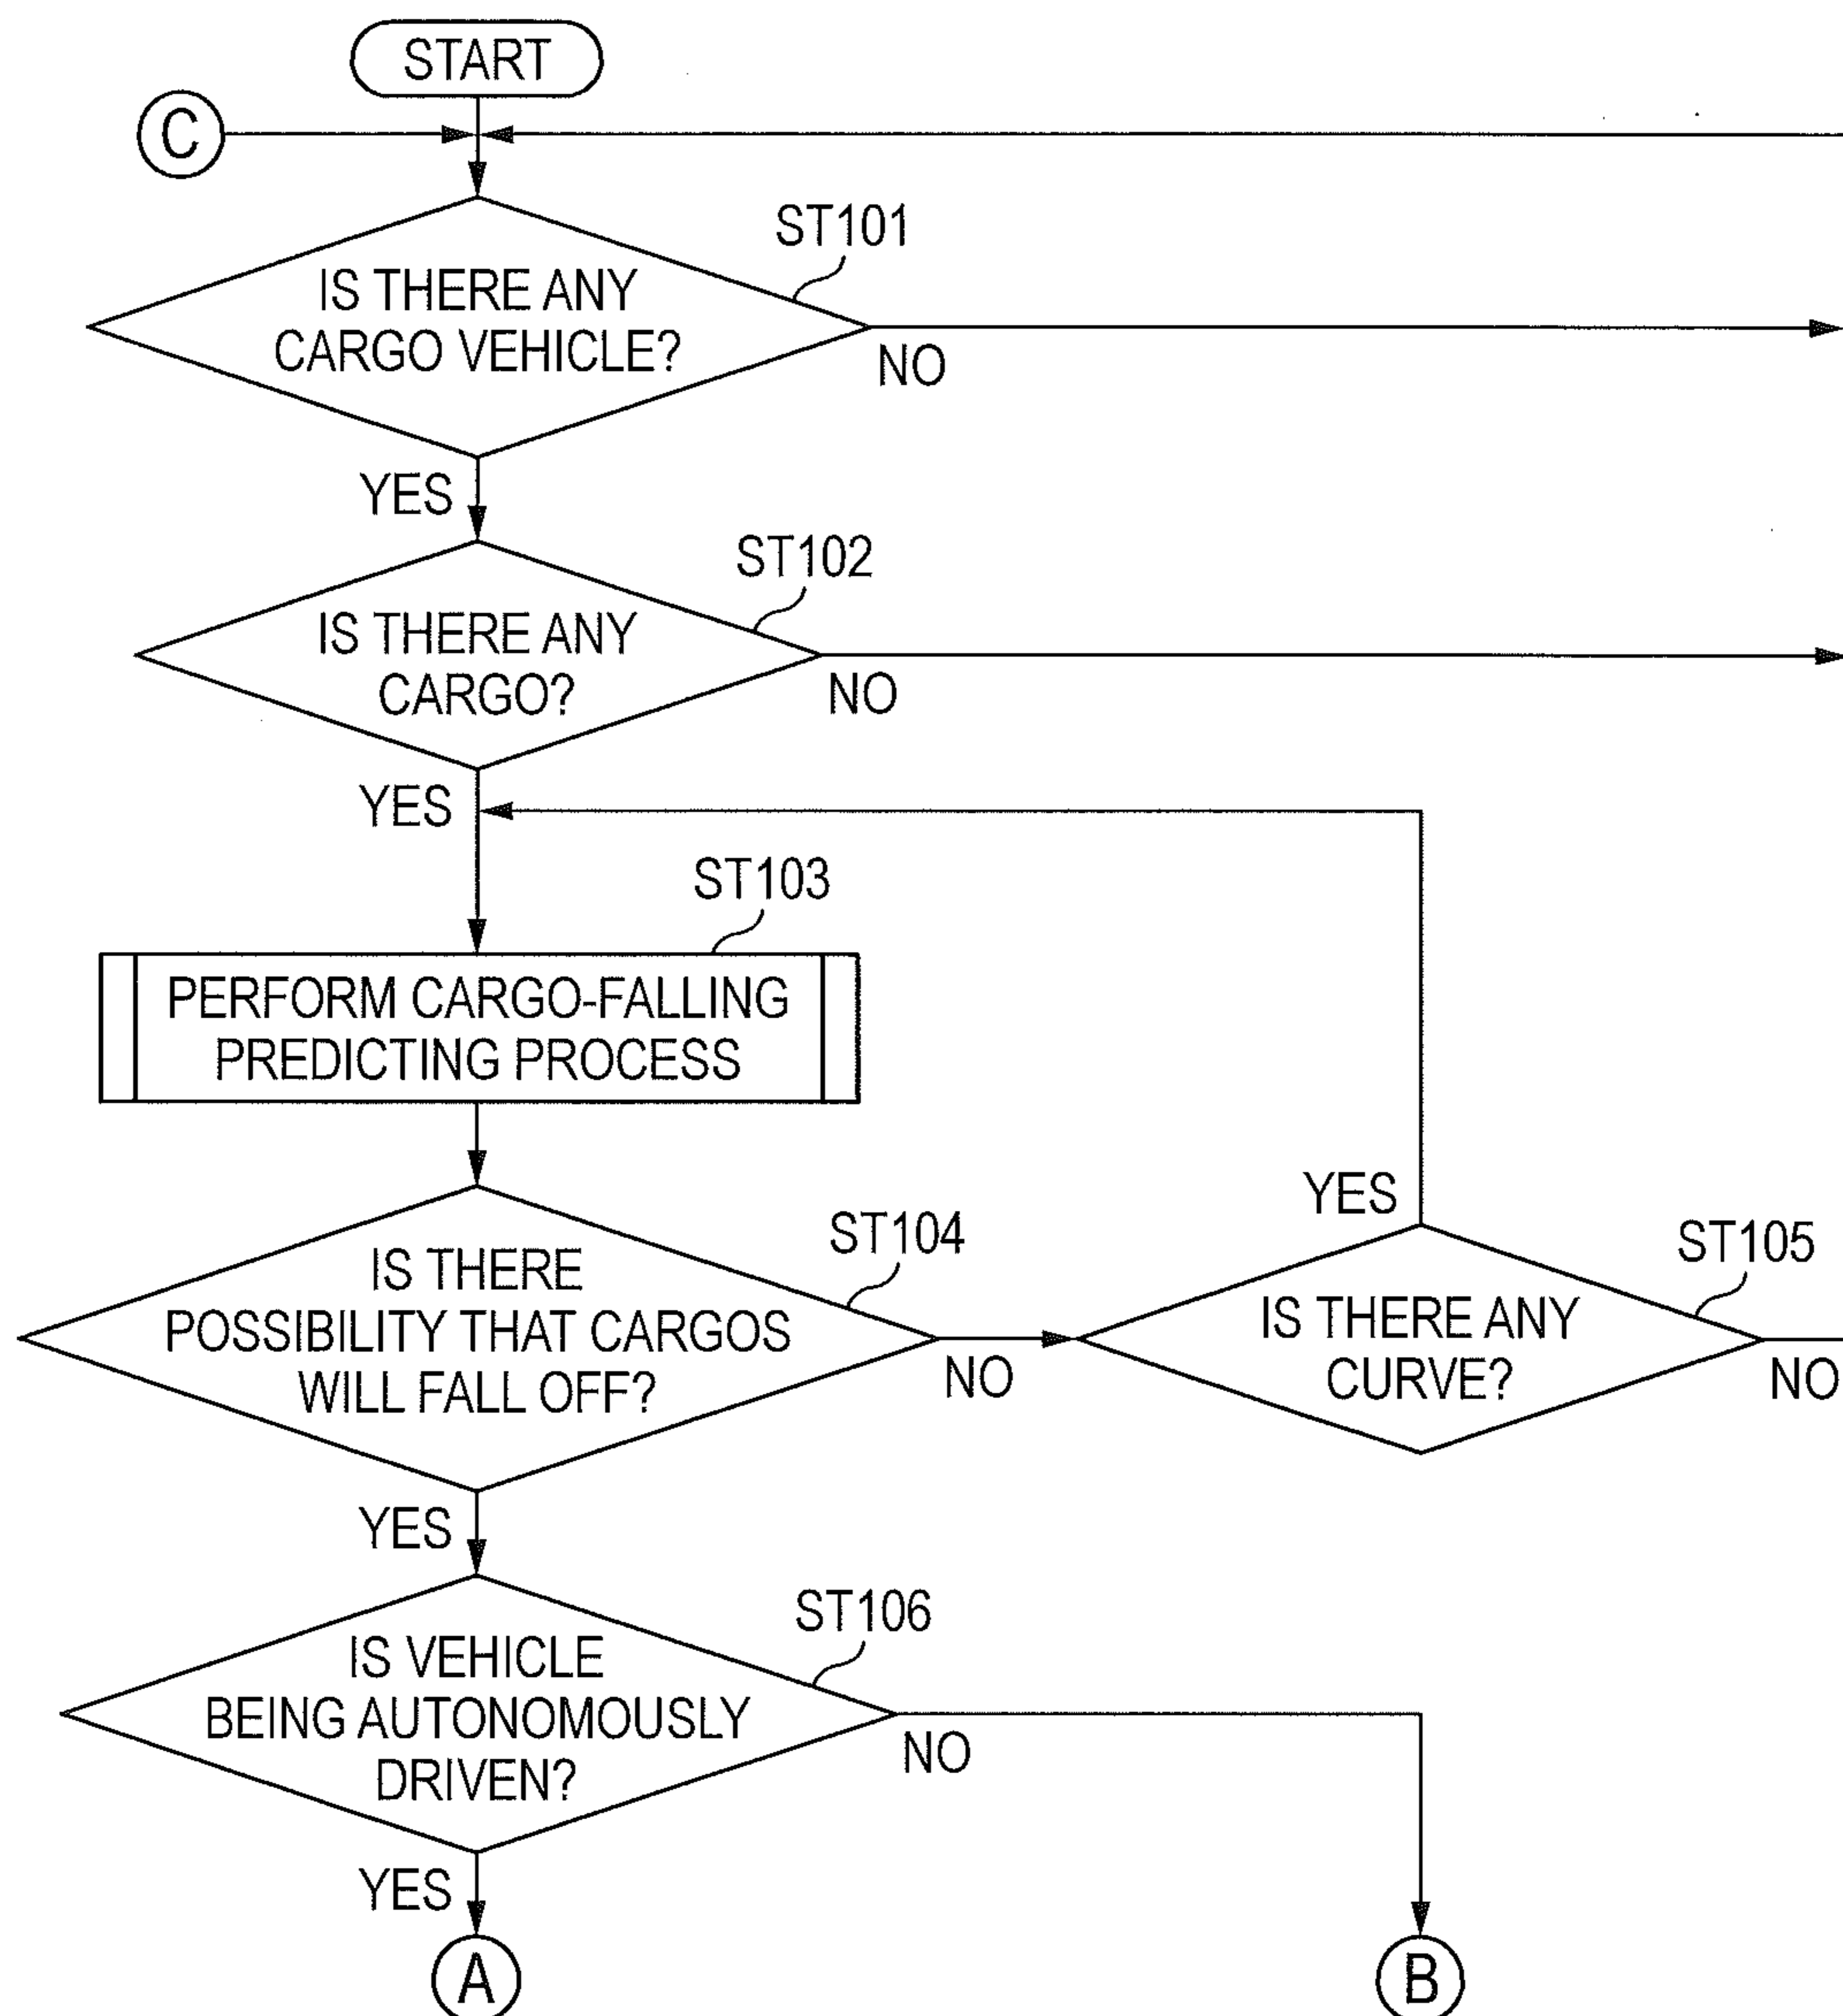 START
C
ST101
IS THERE ANY
CARGO VEHICLE?
NO
YES
ST102
IS THERE ANY
CARGO?
NO
YES
ST103
PERFORM CARGO-FALLING
PREDICTING PROCESS
ST104
IS THERE
POSSIBILITY THAT CARGOS
WILL FALL OFF?
NO
YES
ST105
IS THERE ANY
CURVE?
NO
YES
ST106
IS VEHICLE
BEING AUTONOMOUSLY
DRIVEN?
NO
YES
A
B